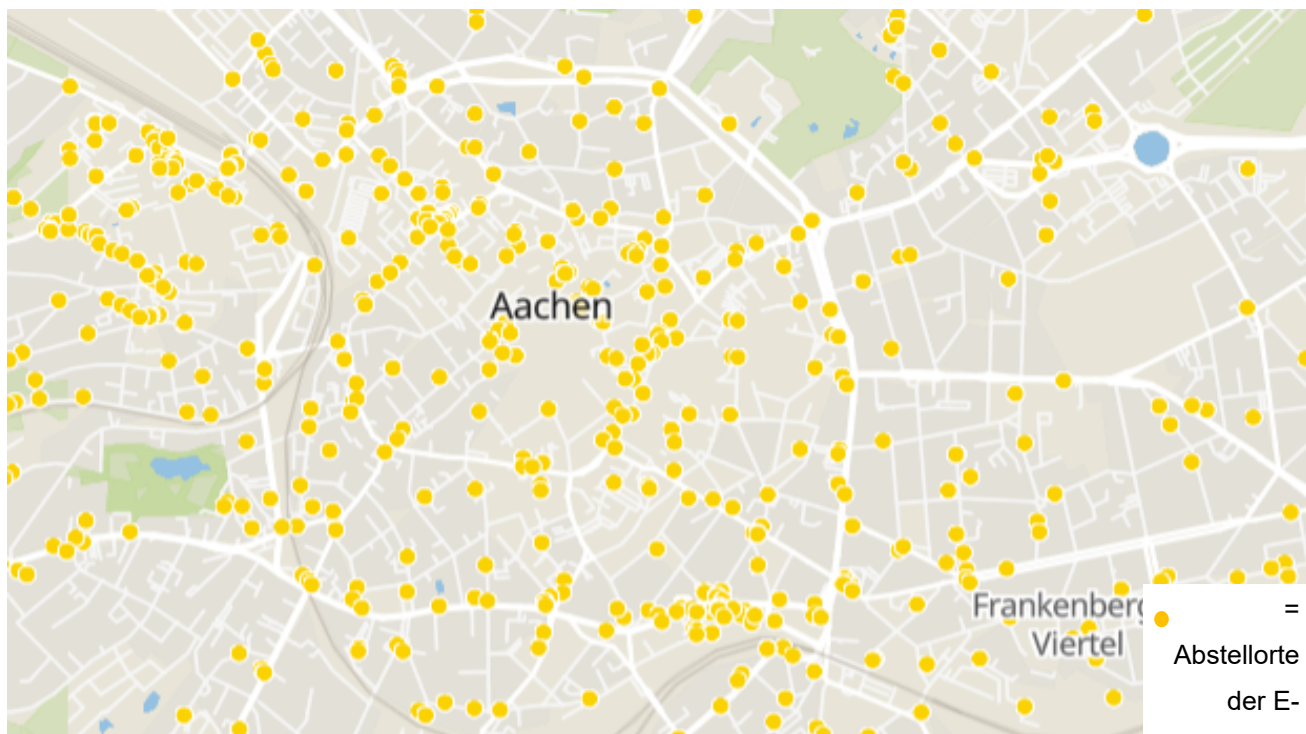 Aachen
Frankenberg
Viertel
=
Abstellorte
der E-